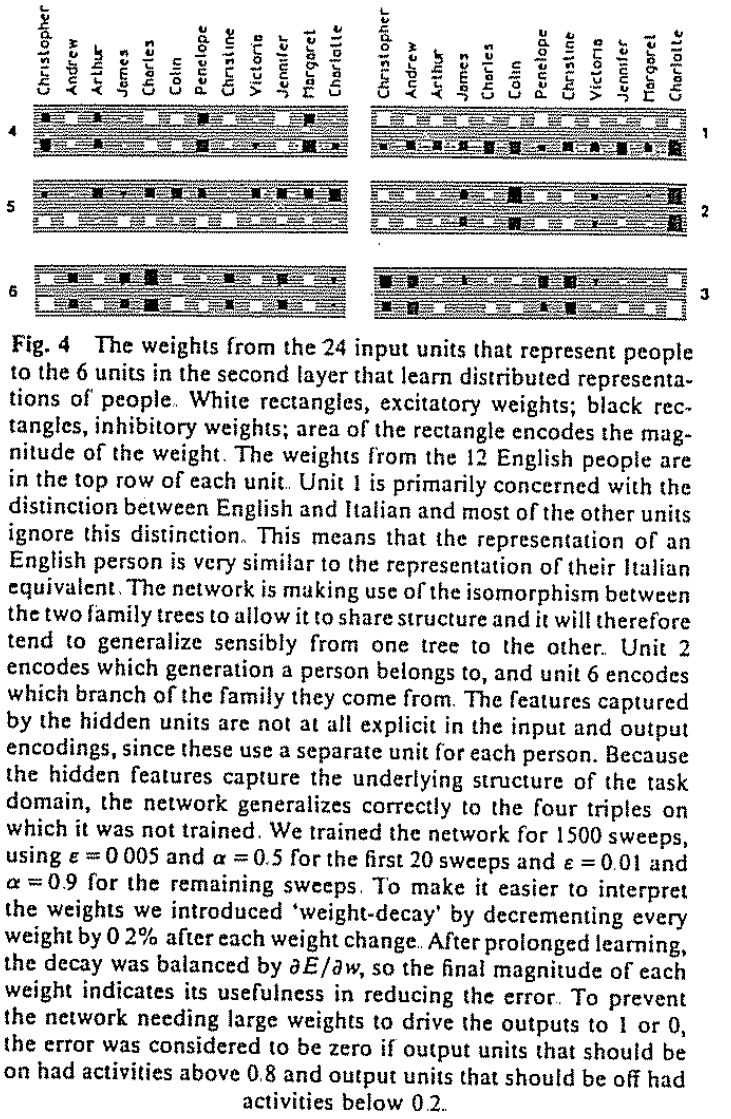 Christopher Andrew Arthur James Charles Colin Penelope Christine Victoria Jennifer Margaret Charlotte
Christopher Andrew Arthur James Charles Colin Penelope Christine Victoria Jennifer Margaret Charlotte
4
1
5
2
6
3
Fig. 4 The weights from the 24 input units that represent people
to the 6 units in the second layer that learn distributed representa-
tions of people. White rectangles, excitatory weights; black rec-
tangles, inhibitory weights; area of the rectangle encodes the mag-
nitude of the weight. The weights from the 12 English people are
in the top row of each unit. Unit 1 is primarily concerned with the
distinction between English and Italian and most of the other units
ignore this distinction. This means that the representation of an
English person is very similar to the representation of their Italian
equivalent. The network is making use of the isomorphism between
the two family trees to allow it to share structure and it will therefore
tend to generalize sensibly from one tree to the other. Unit 2
encodes which generation a person belongs to, and unit 6 encodes
which branch of the family they come from. The features captured
by the hidden units are not at all explicit in the input and output
encodings, since these use a separate unit for each person. Because
the hidden features capture the underlying structure of the task
domain, the network generalizes correctly to the four triples on
which it was not trained. We trained the network for 1500 sweeps,
using ε = 0 005 and α = 0.5 for the first 20 sweeps and ε = 0.01 and
α = 0.9 for the remaining sweeps. To make it easier to interpret
the weights we introduced 'weight-decay' by decrementing every
weight by 0 2% after each weight change. After prolonged learning,
the decay was balanced by ∂E/∂w, so the final magnitude of each
weight indicates its usefulness in reducing the error. To prevent
the network needing large weights to drive the outputs to 1 or 0,
the error was considered to be zero if output units that should be
on had activities above 0.8 and output units that should be off had
activities below 0.2.